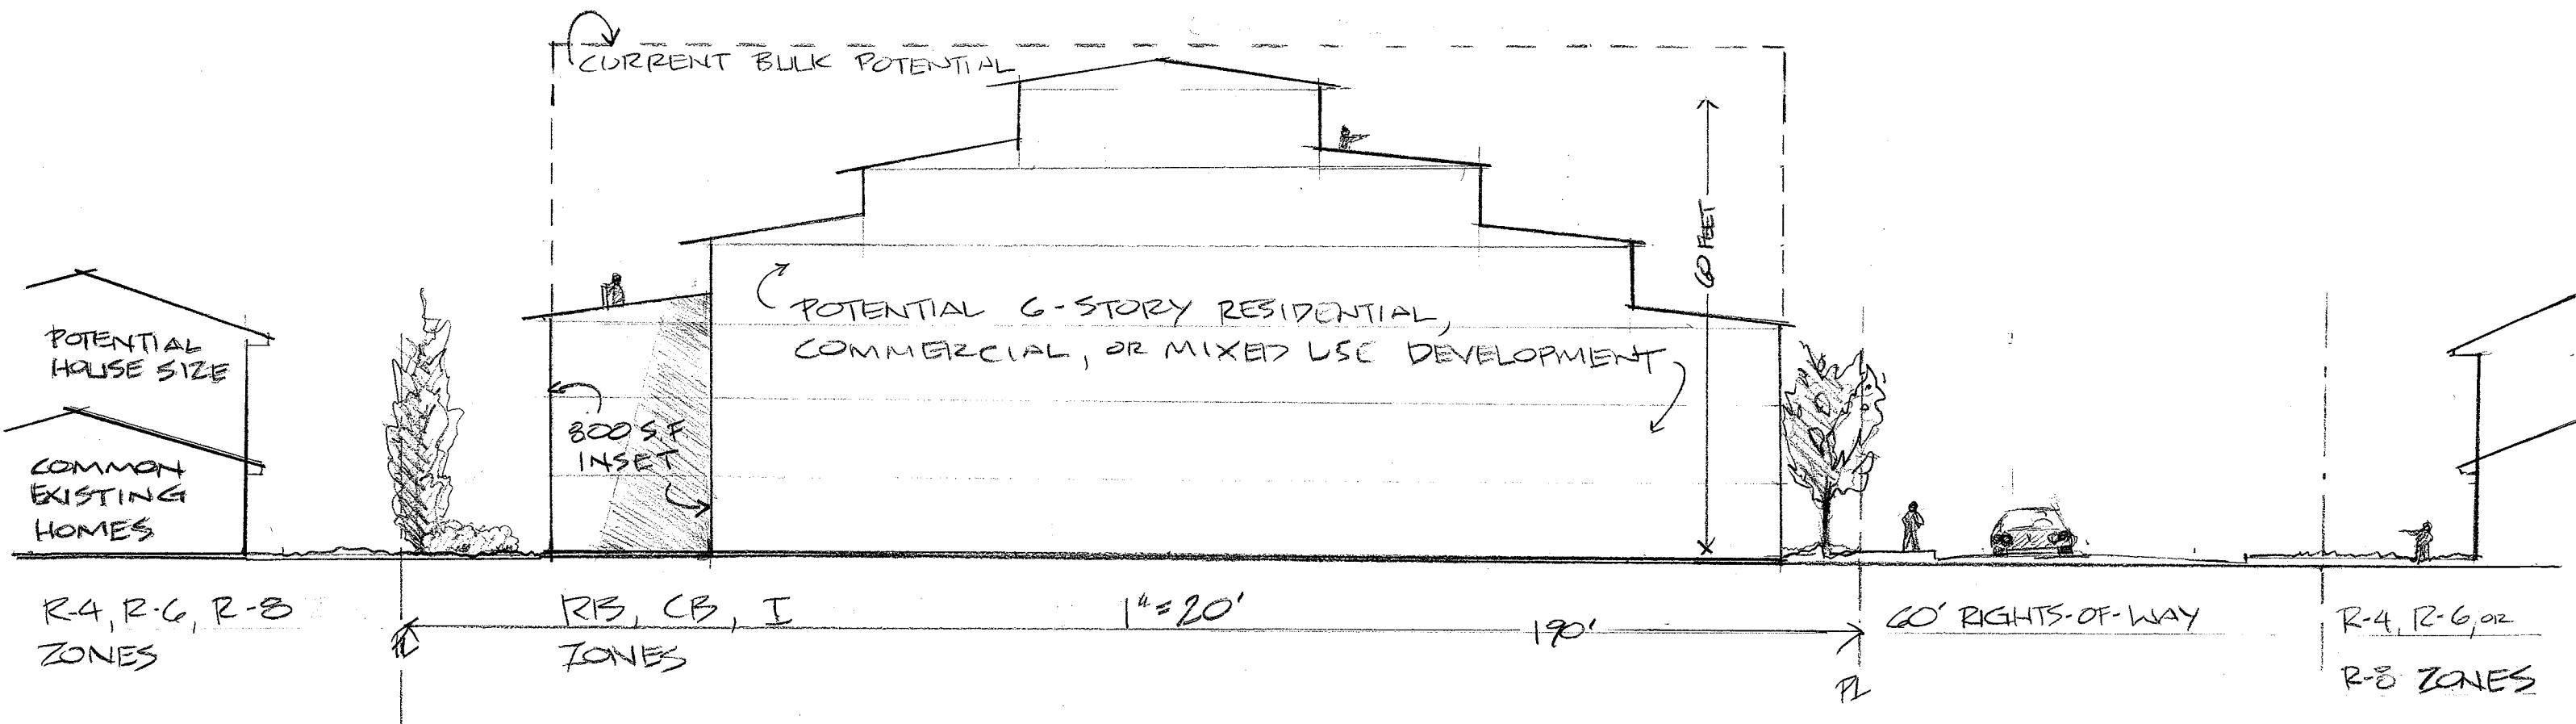 CURRENT BULK POTENTIAL
60 FEET
POTENTIAL
HOUSE SIZE
POTENTIAL 6-STORY RESIDENTIAL,
COMMERCIAL, OR MIXED USE DEVELOPMENT
800 S.F
INSET
COMMON
EXISTING
HOMES
R-4, R-6, R-8
ZONES
RB, CB, I
ZONES
1"=20'
190'
60' RIGHTS-OF-WAY
R-4, R-6, OR
R-8 ZONES
PL
PL